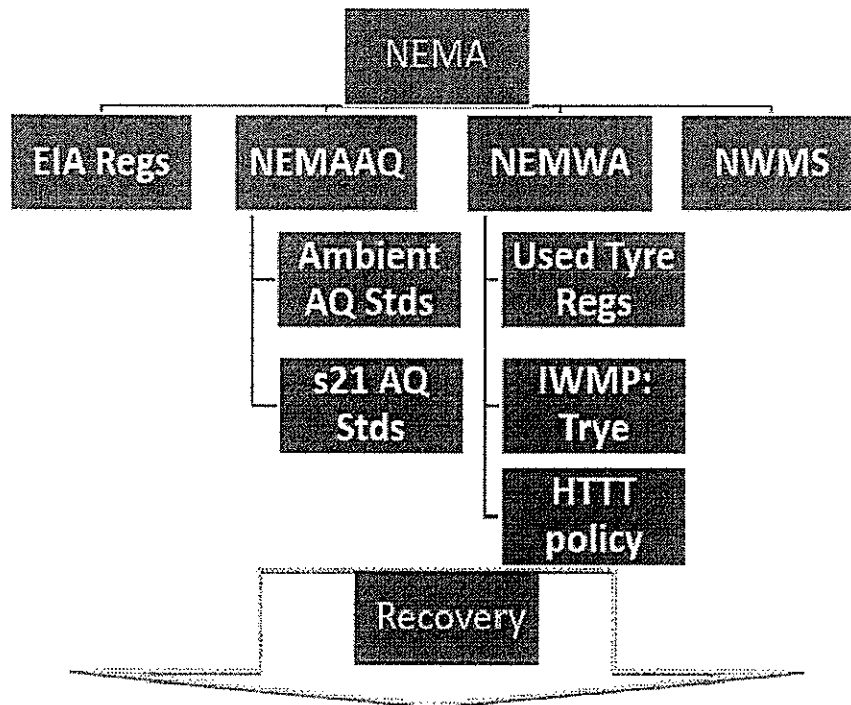 NEMA
EIA Regs
NEMAAQ
NEMWA
NWMS
Ambient
AQ Stds
Used Tyre
Regs
s21 AQ
Stds
IWMP:
Trye
HTTT
policy
Recovery